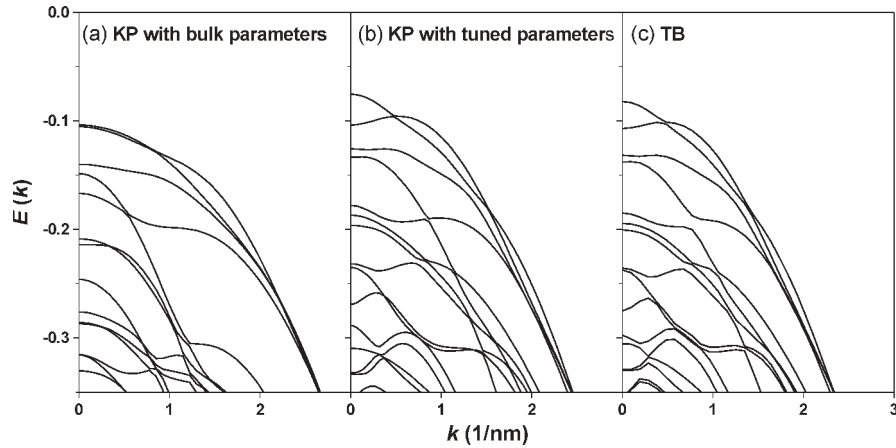 (a) KP with bulk parameters
(b) KP with tuned parameters
(c) TB
0.0
-0.1
-0.2
-0.3
E (k)
0
1
2
0
1
2
0
1
2
3
k (1/nm)